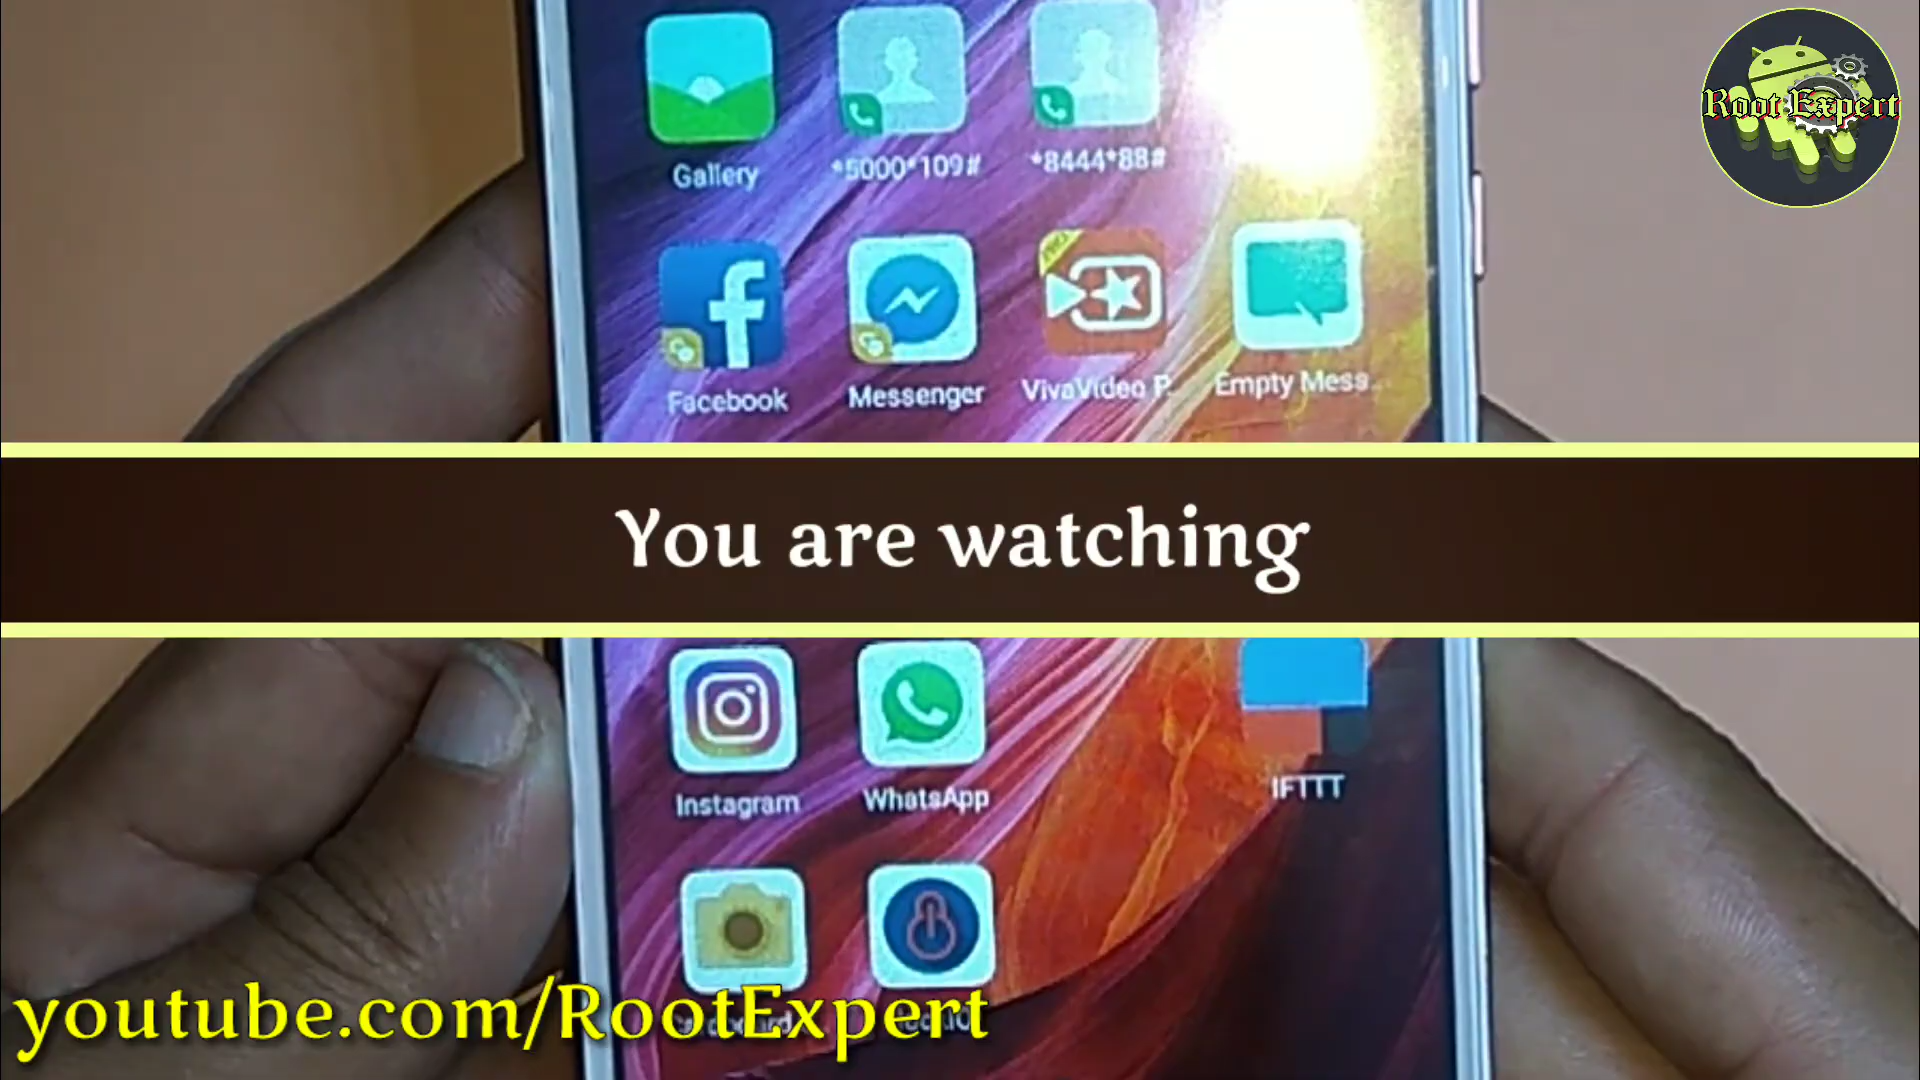 Root Expert
Gallery
*5000*109#
*8444*88#
Facebook
Messenger
VivaVideo P...
Empty Mess...
You are watching
Instagram
WhatsApp
IFTTT
youtube.com/RootExpert